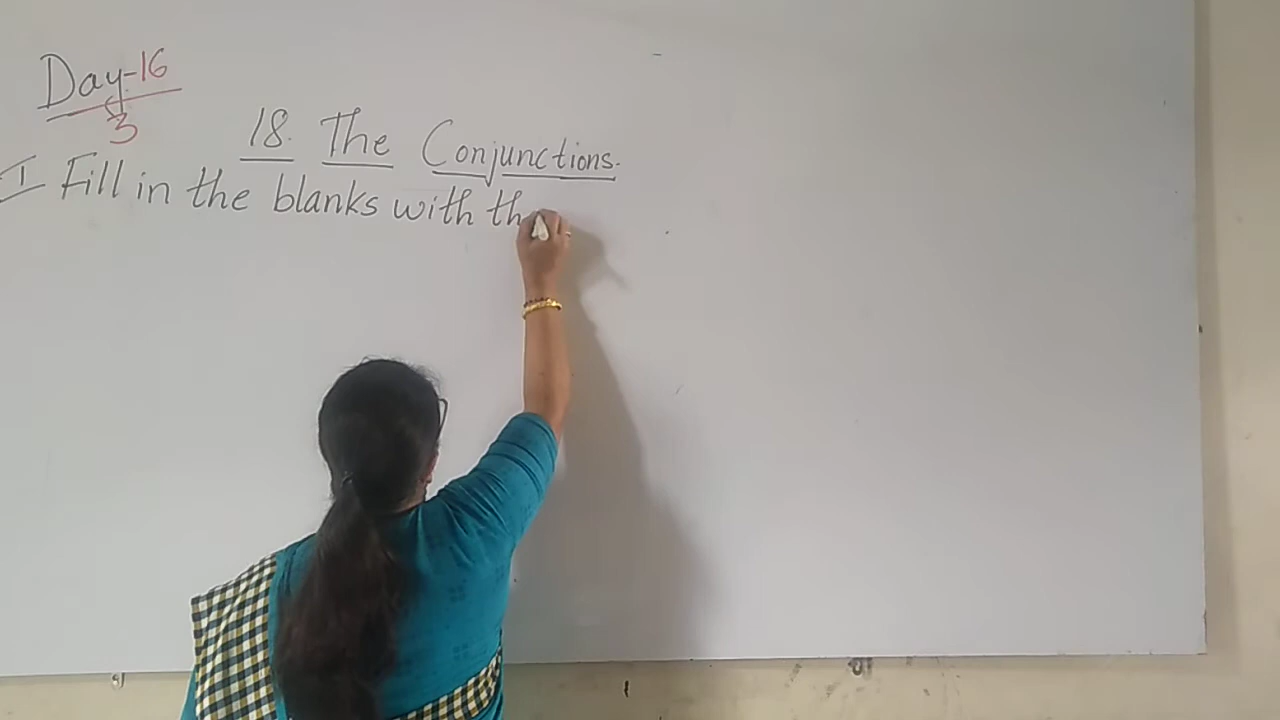 Day-16
3
18. The Conjunctions.
I Fill in the blanks with th